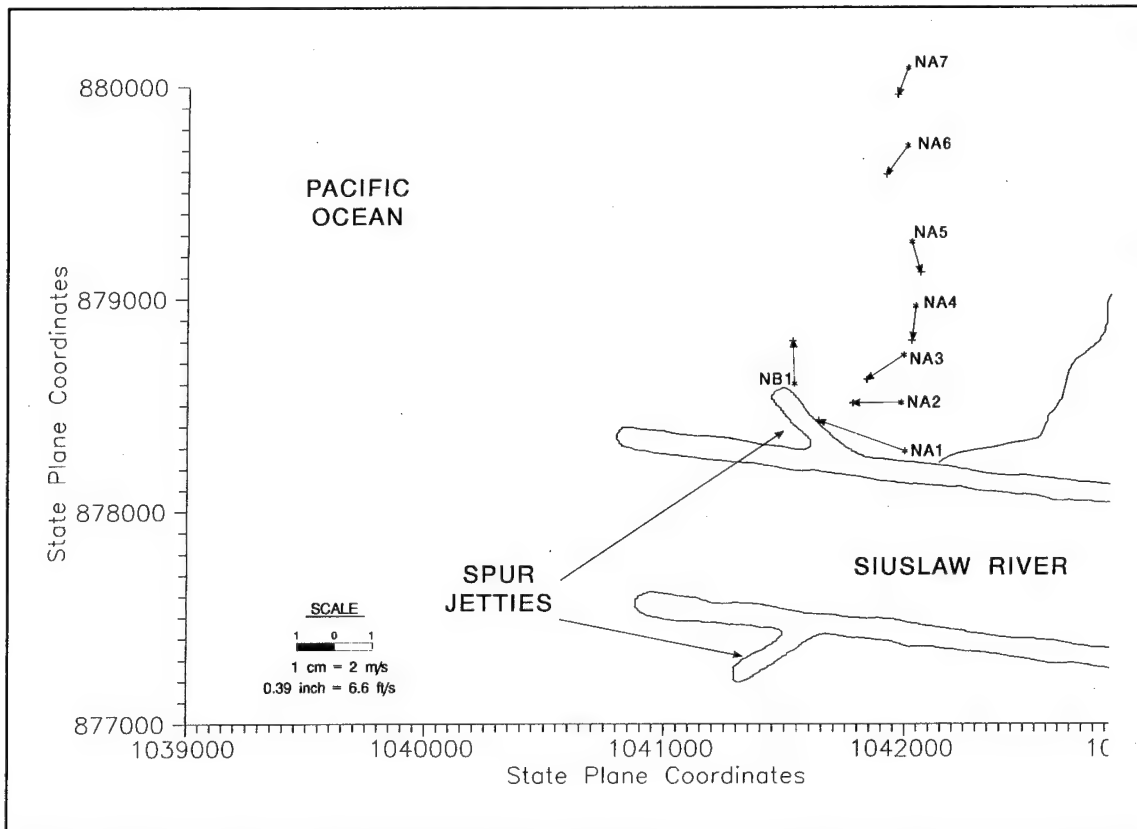 NA7
880000
NA6
PACIFIC
OCEAN
NA5
879000
NA4
NA3
NB1
NA2
NA1
878000
State Plane Coordinates
SPUR
JETTIES
SIUSLAW RIVER
SCALE
1 0 1
1 cm = 2 m/s
0.39 inch = 6.6 ft/s
877000
1039000 1040000 1041000 1042000 10
State Plane Coordinates